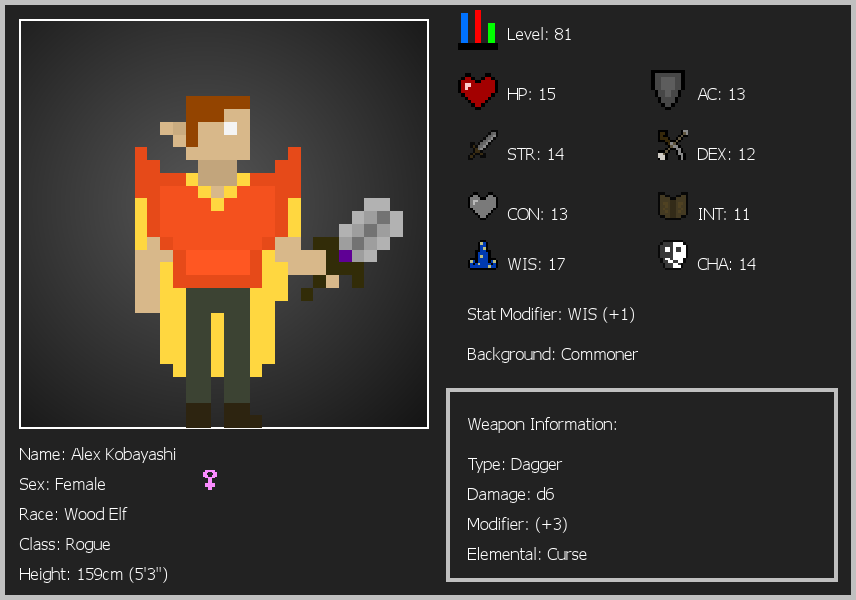 Level: 81
HP: 15
AC: 13
STR: 14
DEX: 12
CON: 13
INT: 11
WIS: 17
CHA: 14
Stat Modifier: WIS (+1)
Background: Commoner
Weapon Information:
Type: Dagger
Damage: d6
Modifier: (+3)
Elemental: Curse
Name: Alex Kobayashi
Sex: Female
Race: Wood Elf
Class: Rogue
Height: 159cm (5'3")